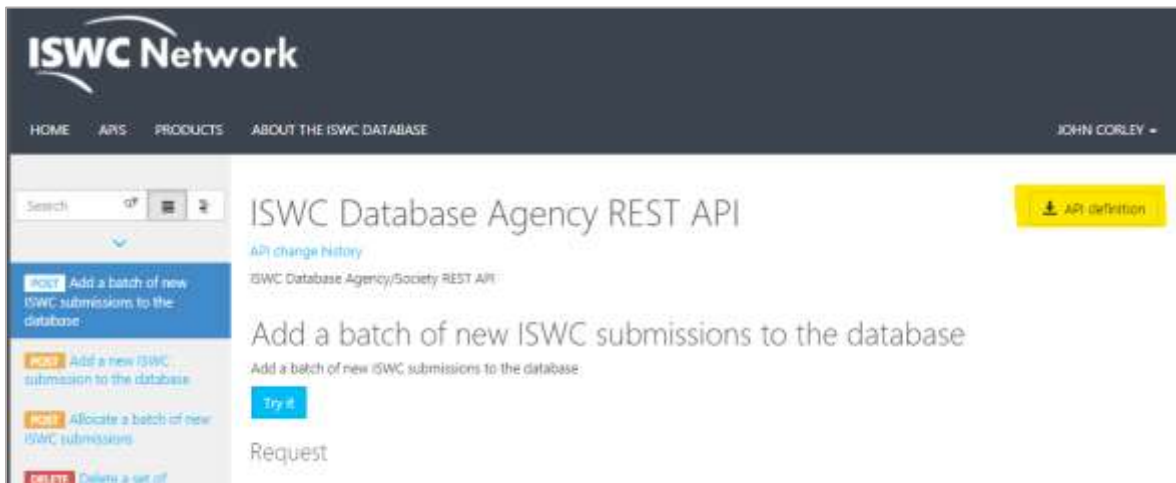 ISWC Network
HOME APIS PRODUCTS ABOUT THE ISWC DATABASE JOHN CORLEY
Search
ISWC Database Agency REST API
API definition
API change history
ISWC Database Agency/Society REST API
POST Add a batch of new
ISWC submissions to the
database
Add a batch of new ISWC submissions to the database
Add a batch of new ISWC submissions to the database
POST Add a new ISWC
submission to the database
Try it
POST Allocate a batch of new
ISWC submissions
Request
DELETE Delete a set of